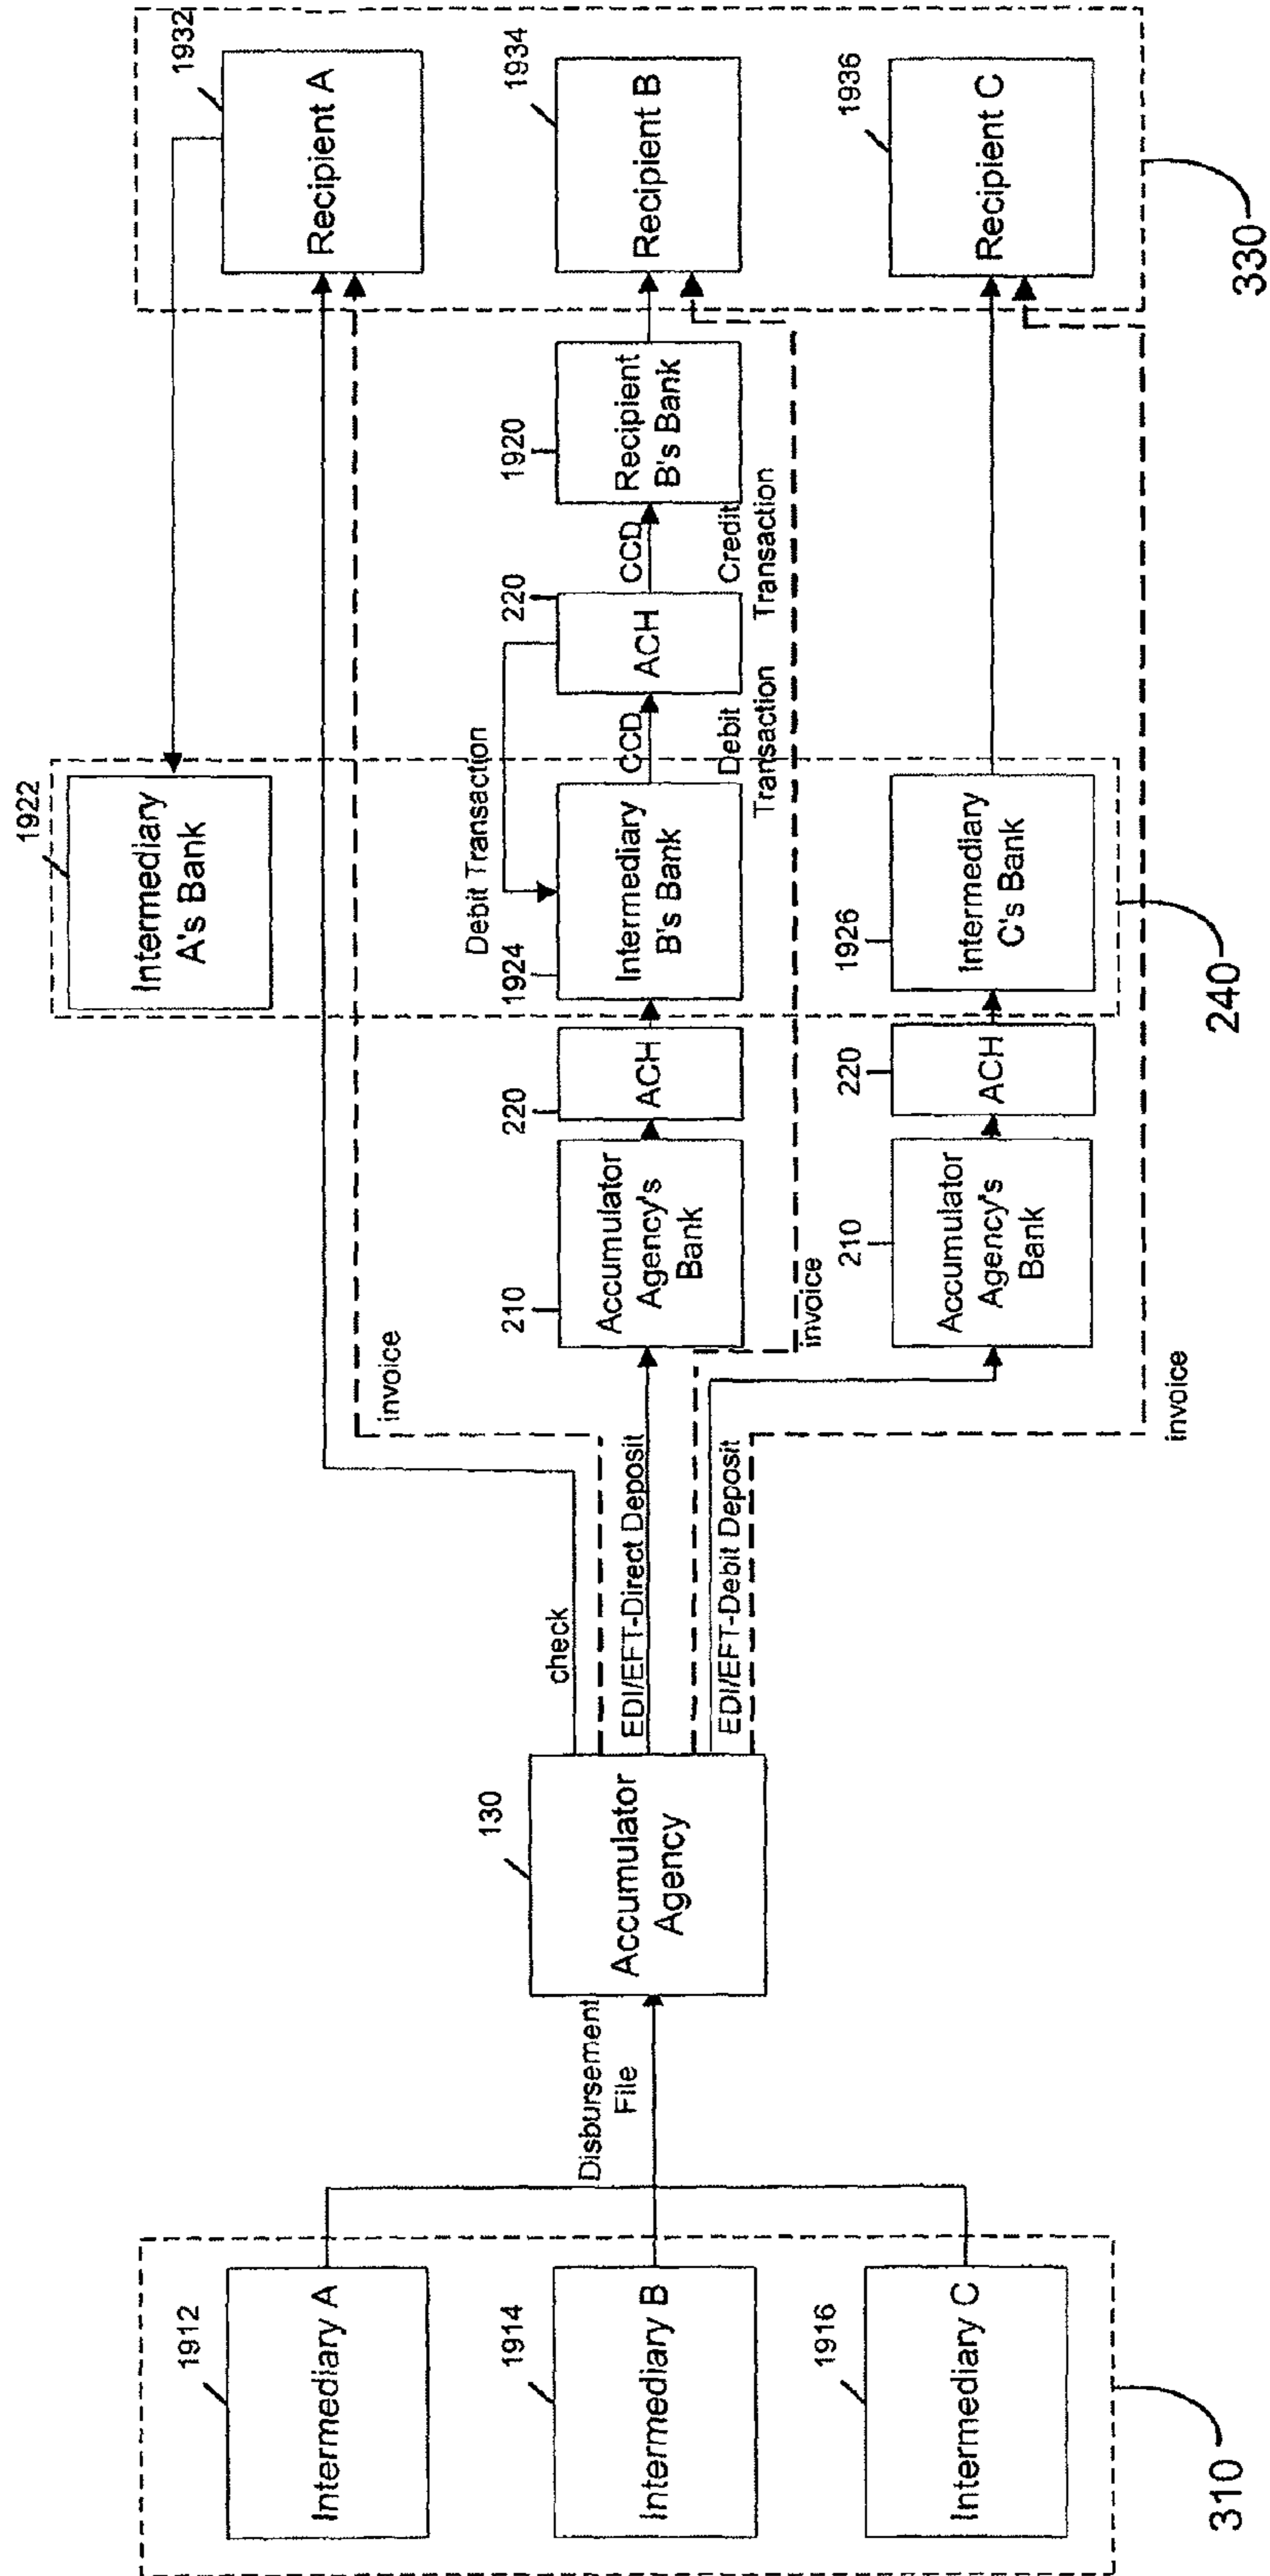 1912
Intermediary A
1914
Intermediary B
1916
Intermediary C
310
Disbursement
File
130
Accumulator
Agency
check
EDI/EFT-Direct Deposit
EDI/EFT-Debit Deposit
invoice
invoice
invoice
1922
Intermediary
A's Bank
210
Accumulator
Agency's
Bank
220
ACH
1924
Intermediary
B's Bank
Debit Transaction
CCD
Debit
Transaction
220
ACH
CCD
Credit
Transaction
1920
Recipient
B's Bank
210
Accumulator
Agency's
Bank
220
ACH
1926
Intermediary
C's Bank
240
1932
Recipient A
1934
Recipient B
1936
Recipient C
330